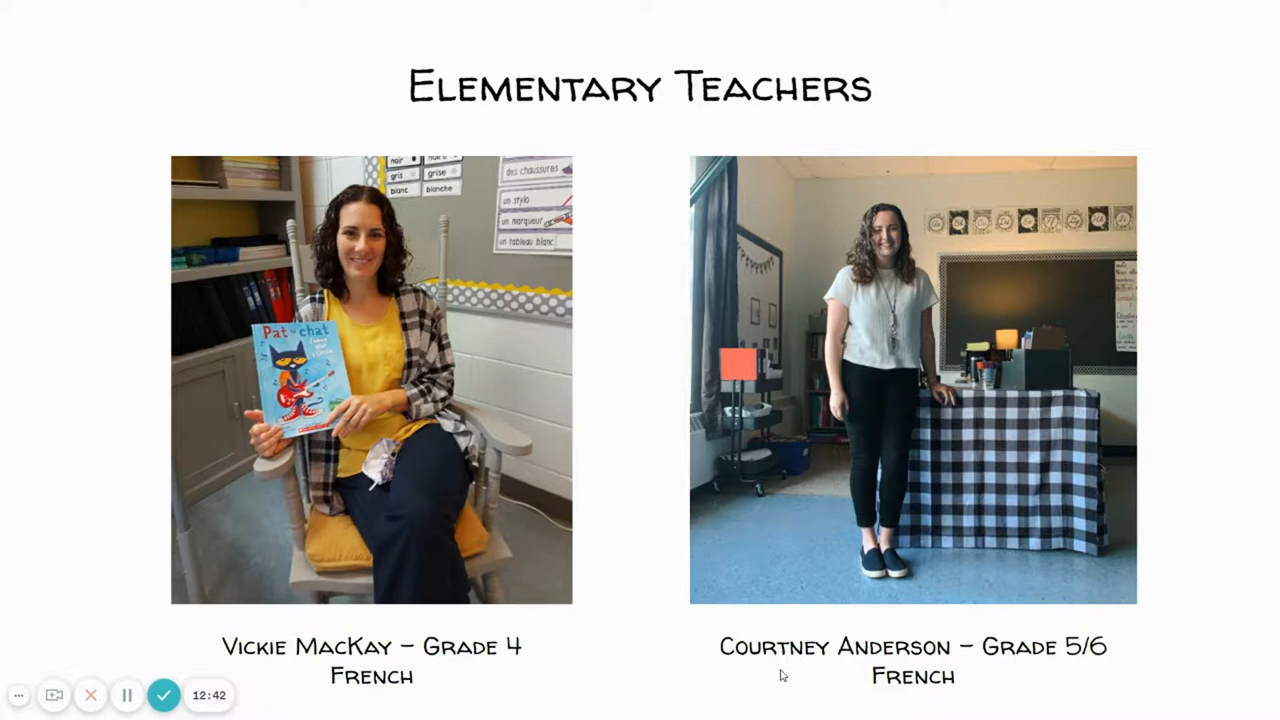 Elementary Teachers
noir
gris grise
blanc blanche
des chaussures
un stylo
un marqueur
un tableau blanc
Pat le chat
Vickie MacKay – Grade 4
French
Courtney Anderson – Grade 5/6
French
12:42